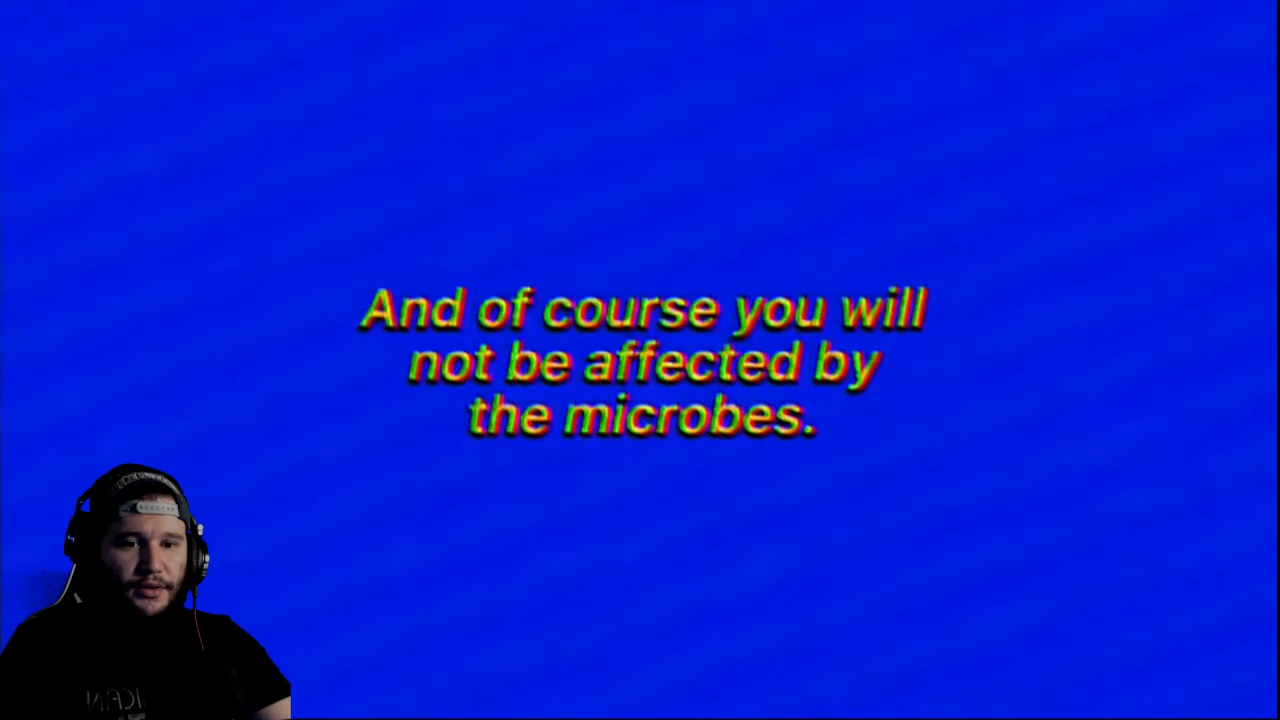 And of course you will
not be affected by
the microbes.